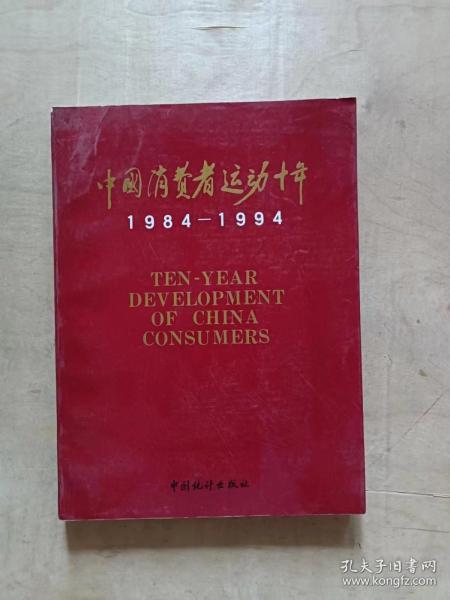 中國消费者运动十年
1984—1994
TEN-YEAR
DEVELOPMENT
OF CHINA
CONSUMERS
中国统计出版社
孔夫子旧书网
www.kongfz.com